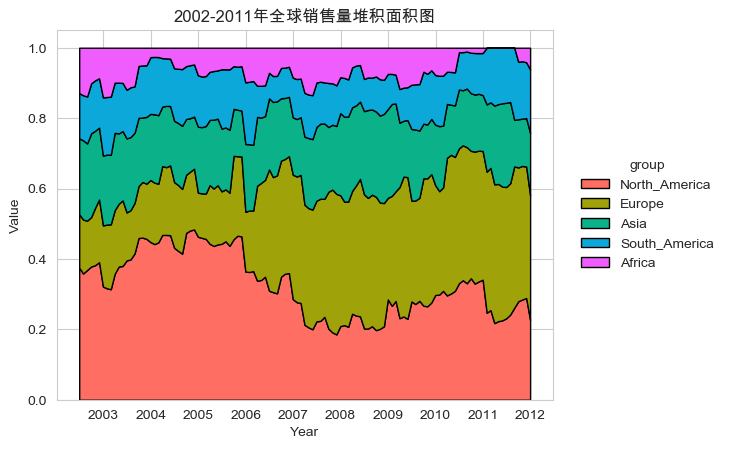 2002-2011年全球销售量堆积面积图
1.0
0.8
0.6
0.4
0.2
0.0
Value
2003 2004 2005 2006 2007 2008 2009 2010 2011 2012
Year
group
North_America
Europe
Asia
South_America
Africa